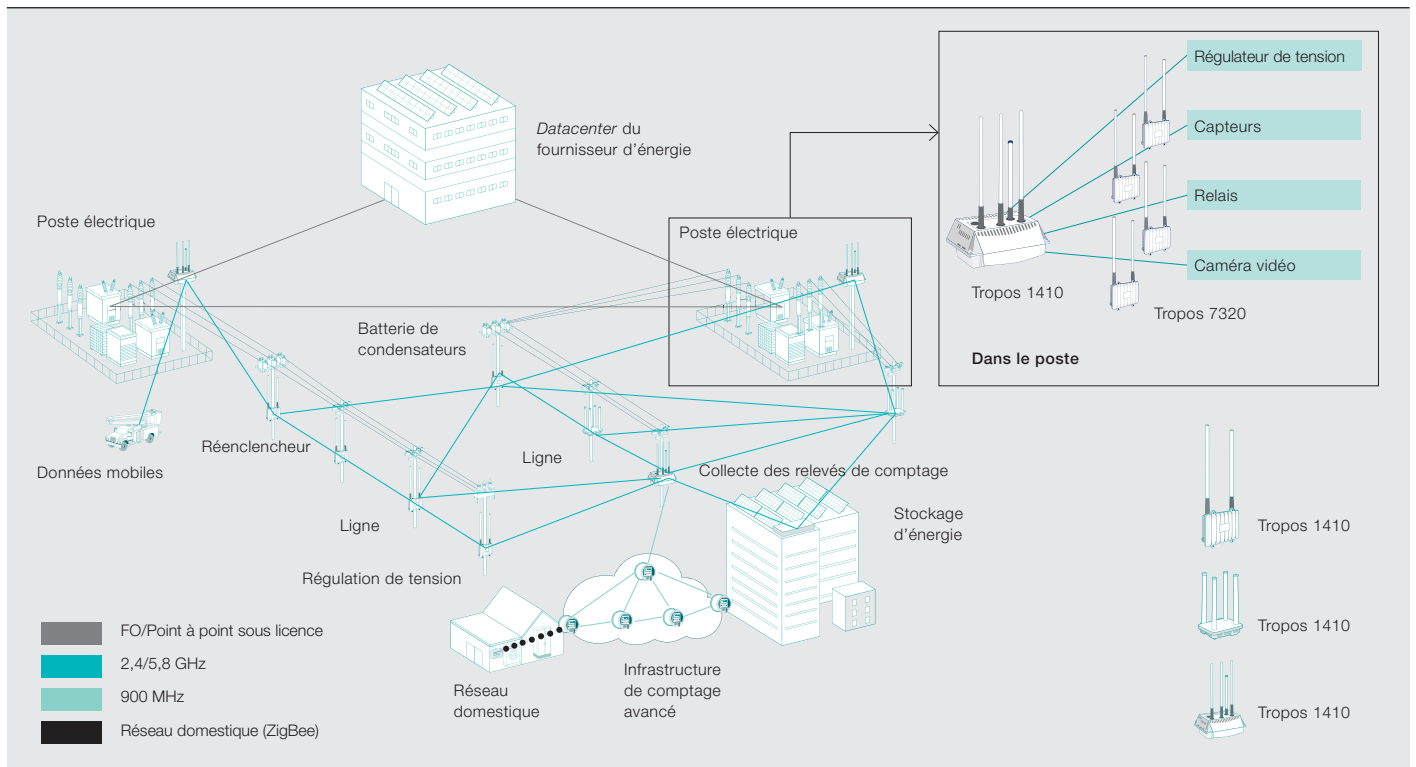 Datacenter du
fournisseur d'énergie
Poste électrique
Poste électrique
Régulateur de tension
Capteurs
Relais
Caméra vidéo
Tropos 1410
Tropos 7320
Dans le poste
Batterie de
condensateurs
Réenclencheur
Données mobiles
Ligne
Ligne
Collecte des relevés de comptage
Stockage
d'énergie
Régulation de tension
Réseau
domestique
Infrastructure
de comptage
avancé
FO/Point à point sous licence
2,4/5,8 GHz
900 MHz
Réseau domestique (ZigBee)
Tropos 1410
Tropos 1410
Tropos 1410